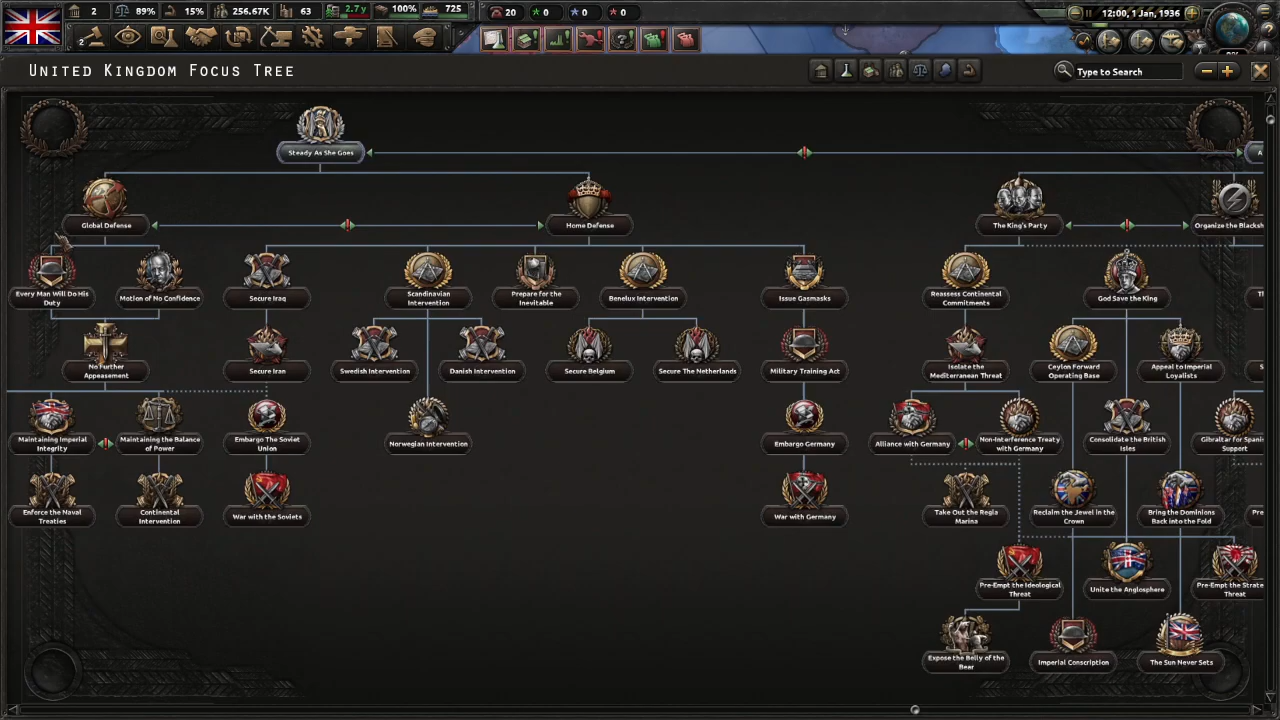 2
89%
15%
256.67K
63
2.7y
100%
725
20
0
0
0
12:00, 1 Jan, 1936
2
United Kingdom Focus Tree
Type to Search
Steady As She Goes
Global Defense
Home Defense
The King's Party
Organize the Blacksh
Every Man Will Do His
Duty
Motion of No Confidence
Secure Iraq
Scandinavian
Intervention
Prepare for the
Inevitable
Benelux Intervention
Issue Gasmasks
Reassess Continental
Commitments
God Save the King
No Further
Appeasement
Secure Iran
Swedish Intervention
Danish Intervention
Secure Belgium
Secure The Netherlands
Military Training Act
Isolate the
Mediterranean Threat
Ceylon Forward
Operating Base
Appeal to Imperial
Loyalists
Maintaining Imperial
Integrity
Maintaining the Balance
of Power
Embargo The Soviet
Union
Norwegian Intervention
Embargo Germany
Alliance with Germany
Non-Interference Treaty
with Germany
Consolidate the British
Isles
Gibraltar for Spanis
Support
Enforce the Naval
Treaties
Continental
Intervention
War with the Soviets
War with Germany
Take Out the Regia
Marina
Reclaim the Jewel in the
Crown
Bring the Dominions
Back into the Fold
Pre-Empt the Ideological
Threat
Unite the Anglosphere
Pre-Empt the Strate
Threat
Expose the Belly of the
Bear
Imperial Conscription
The Sun Never Sets